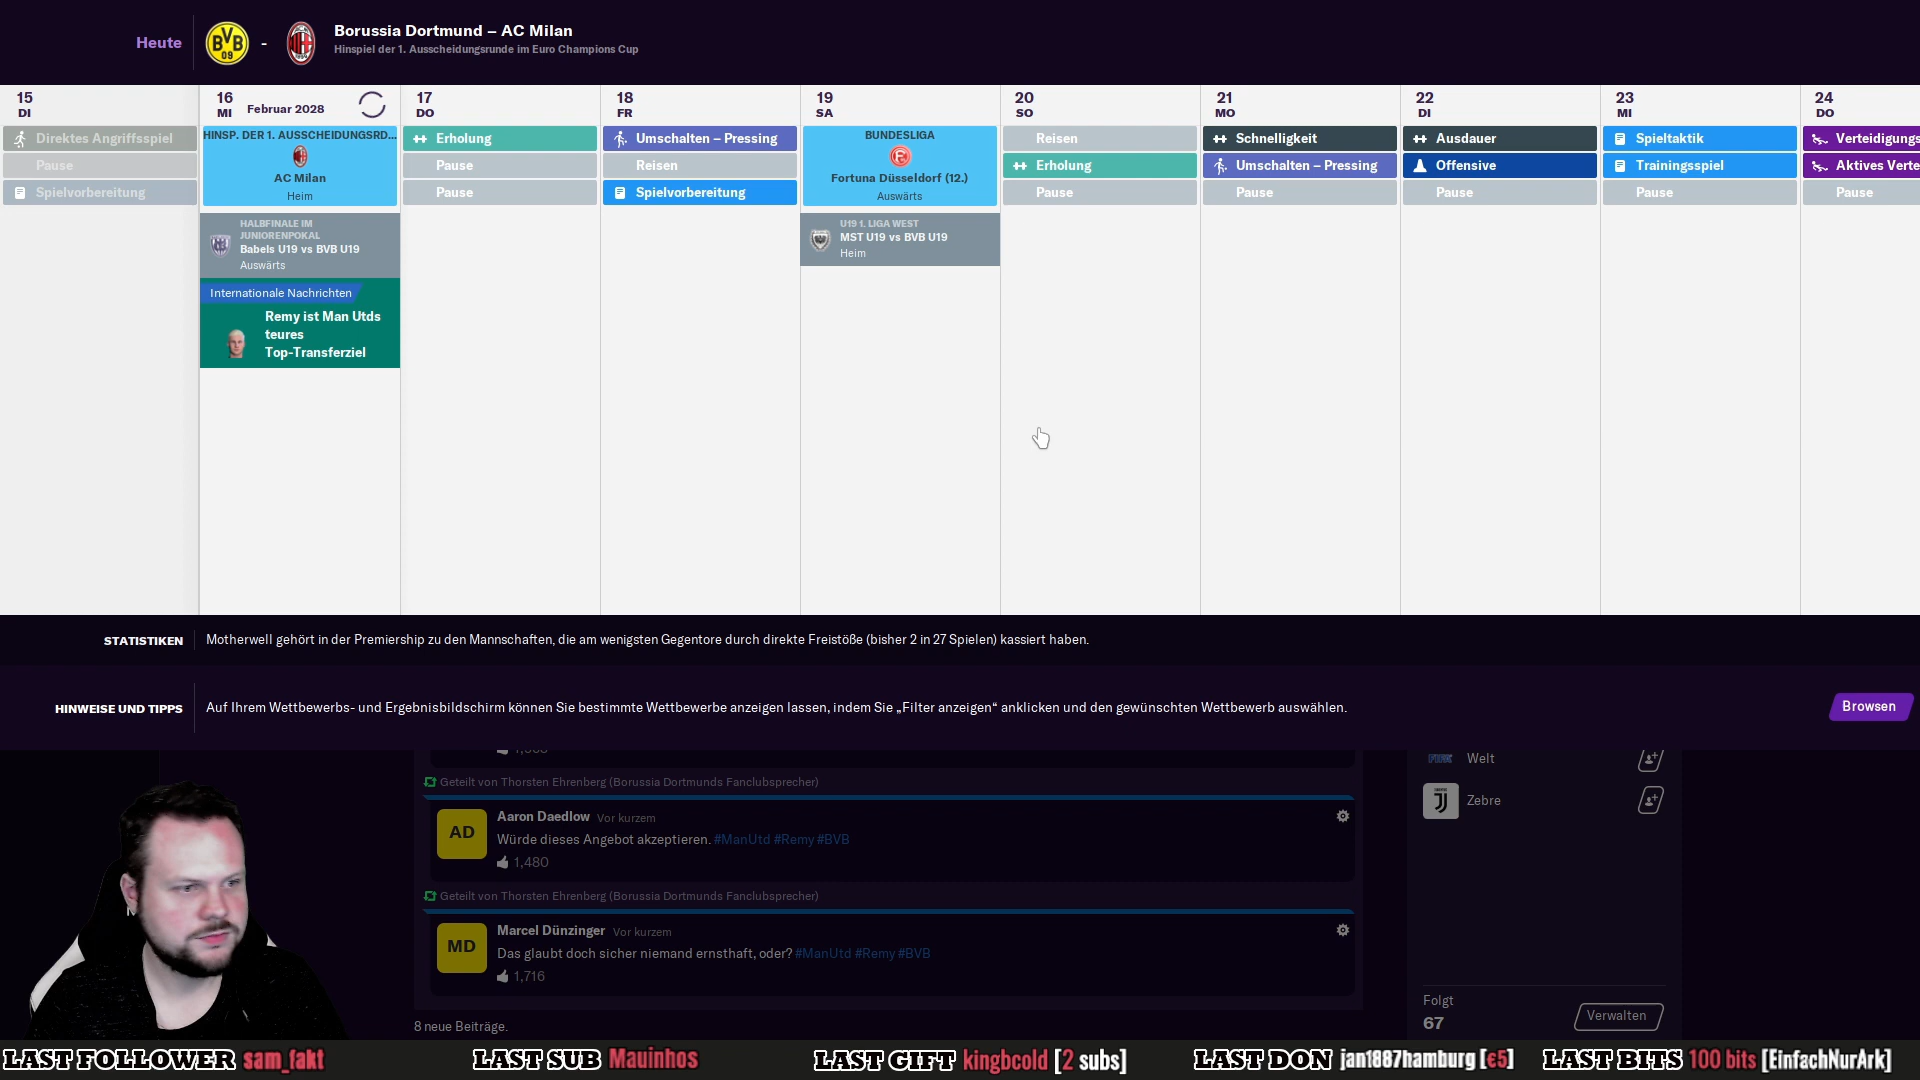 Heute
BVB 09 - Borussia Dortmund – AC Milan
Hinspiel der 1. Ausscheidungsrunde im Euro Champions Cup
15 DI
16 MI Februar 2028
17 DO
18 FR
19 SA
20 SO
21 MO
22 DI
23 MI
24 DO
Direktes Angriffsspiel
Pause
Spielvorbereitung
HINSP. DER 1. AUSSCHEIDUNGSRD...
AC Milan
Heim
HALBFINALE IM
JUNIORENPOKAL
Babels U19 vs BVB U19
Auswärts
Internationale Nachrichten
Remy ist Man Utds
teures
Top-Transferziel
Erholung
Pause
Pause
Umschalten – Pressing
Reisen
Spielvorbereitung
BUNDESLIGA
Fortuna Düsseldorf (12.)
Auswärts
U19 1. LIGA WEST
MST U19 vs BVB U19
Heim
Reisen
Erholung
Pause
Schnelligkeit
Umschalten – Pressing
Pause
Ausdauer
Offensive
Pause
Spieltaktik
Trainingsspiel
Pause
Verteidigungs
Aktives Verte
Pause
STATISTIKEN Motherwell gehört in der Premiership zu den Mannschaften, die am wenigsten Gegentore durch direkte Freistöße (bisher 2 in 27 Spielen) kassiert haben.
HINWEISE UND TIPPS Auf Ihrem Wettbewerbs- und Ergebnisbildschirm können Sie bestimmte Wettbewerbe anzeigen lassen, indem Sie „Filter anzeigen“ anklicken und den gewünschten Wettbewerb auswählen.
Browsen
Geteilt von Thorsten Ehrenberg (Borussia Dortmunds Fanclubsprecher)
AD
Aaron Daedlow Vor kurzem
Würde dieses Angebot akzeptieren. #ManUtd #Remy #BVB
1,480
Geteilt von Thorsten Ehrenberg (Borussia Dortmunds Fanclubsprecher)
MD
Marcel Dünzinger Vor kurzem
Das glaubt doch sicher niemand ernsthaft, oder? #ManUtd #Remy #BVB
1,716
8 neue Beiträge.
Welt
Zebre
Folgt
67
Verwalten
LAST FOLLOWER sam_fakt
LAST SUB Mauinhos
LAST GIFT kingbcold [2 subs]
LAST DON jan1887hamburg [€5]
LAST BITS 100 bits [EinfachNurArk]